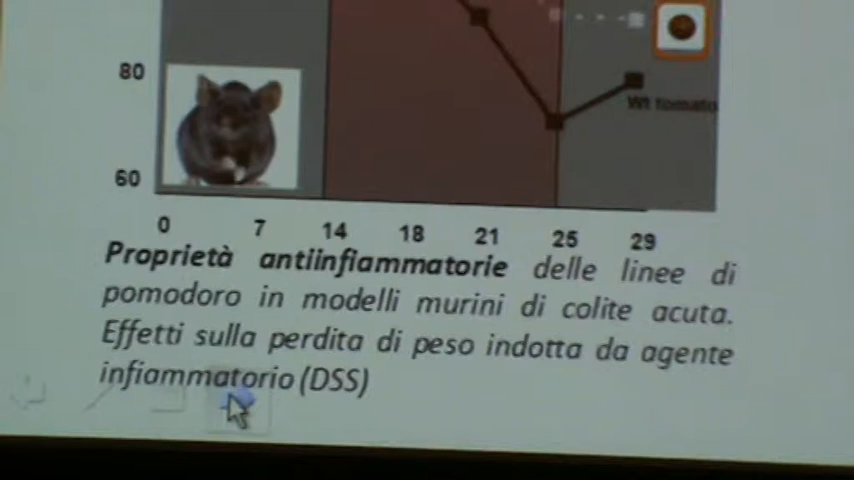 80
Wt tomato
60
0 7 14 18 21 25 29
Proprietà antiinfiammatorie delle linee di
pomodoro in modelli murini di colite acuta.
Effetti sulla perdita di peso indotta da agente
infiammatorio (DSS)